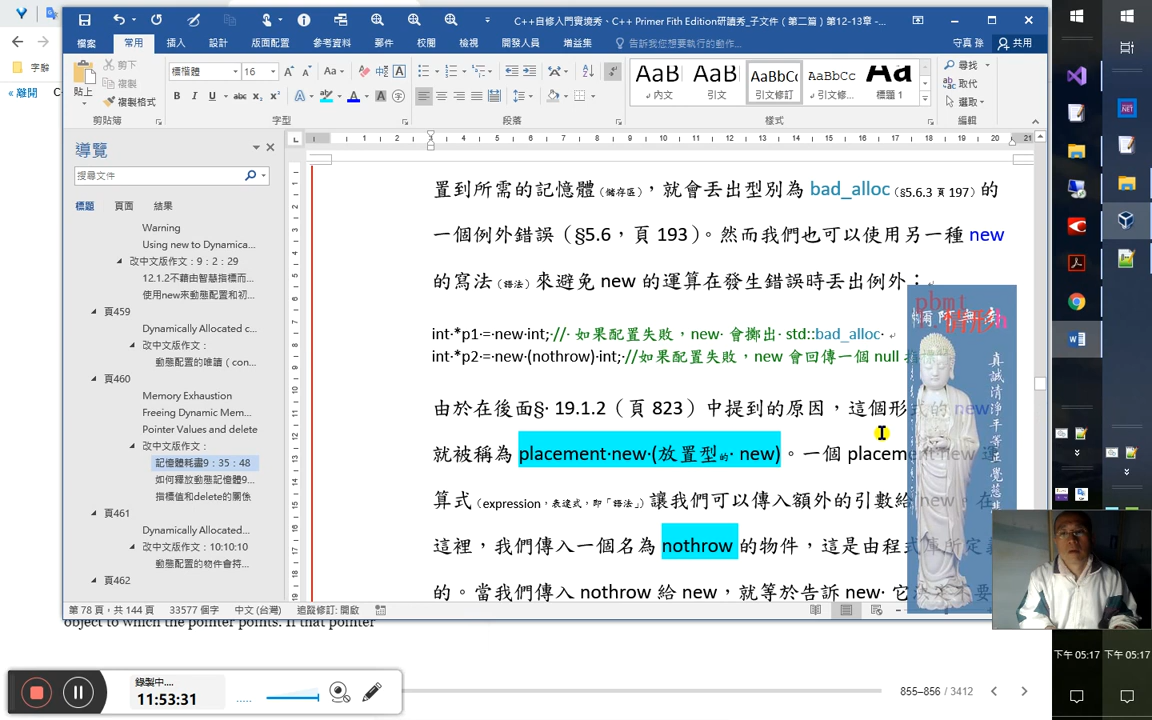 C++自修入門實境秀、C++ Primer Fith Edition研讀秀_子文件（第二篇）第12-13章 -...
檔案 常用 插入 設計 版面配置 參考資料 郵件 校閱 檢視 開發人員 增益集 告訴我您想要執行的動作... 守真 孫 共用
字齡
« 離開
貼上
剪下
複製
複製格式
剪貼簿
楷體 16
字型
段落
AaBb AaBb AaBbCc AaBbCc AaBb
內文 引文 引文修訂 標題 1
樣式
尋找
取代
選取
編輯
導覽
搜尋文件
標題 頁面 結果
Warning
Using new to Dynamica...
改中文版作文：9：2：29
12.1.2不藉由智慧指標而...
使用new來動態配置和初...
頁459
Dynamically Allocated c...
改中文版作文：
動態配置的唯讀（con...
頁460
Memory Exhaustion
Freeing Dynamic Mem...
Pointer Values and delete
改中文版作文：
記憶體耗盡9：35：48
如何釋放動態記憶體9...
指標值和delete的關係
頁461
Dynamically Allocated...
改中文版作文：10:10:10
動態配置的物件會持...
頁462
置到所需的記憶體（儲存區），就會丟出型別為 bad_alloc（§5.6.3 頁 197）的
一個例外錯誤（§5.6，頁 193）。然而我們也可以使用另一種 new
的寫法（語法）來避免 new 的運算在發生錯誤時丟出例外：
int·*p1·=·new·int;//·如果配置失敗，new·會擲出·std::bad_alloc·
int·*p2·=·new·(nothrow)·int;//如果配置失敗，new 會回傳一個 null
由於在後面§·19.1.2（頁 823）中提到的原因，這個形式的 new
就被稱為 placement·new·(放置型的·new)。一個 placement new 運
算式（expression，表達式，即「語法」）讓我們可以傳入額外的引數給 new。在
這裡，我們傳入一個名為 nothrow 的物件，這是由程式庫所定義
的。當我們傳入 nothrow 給 new，就等於告訴 new·它 不要
pbmt
情形h
真誠清淨平等正覺慈悲
第 78 頁，共 144 頁 33577 個字 中文 (台灣) 追蹤修訂: 開啟
object to which the pointer points. If that pointer
錄製中....
11:53:31
855–856 / 3412
下午 05:17 下午 05:17